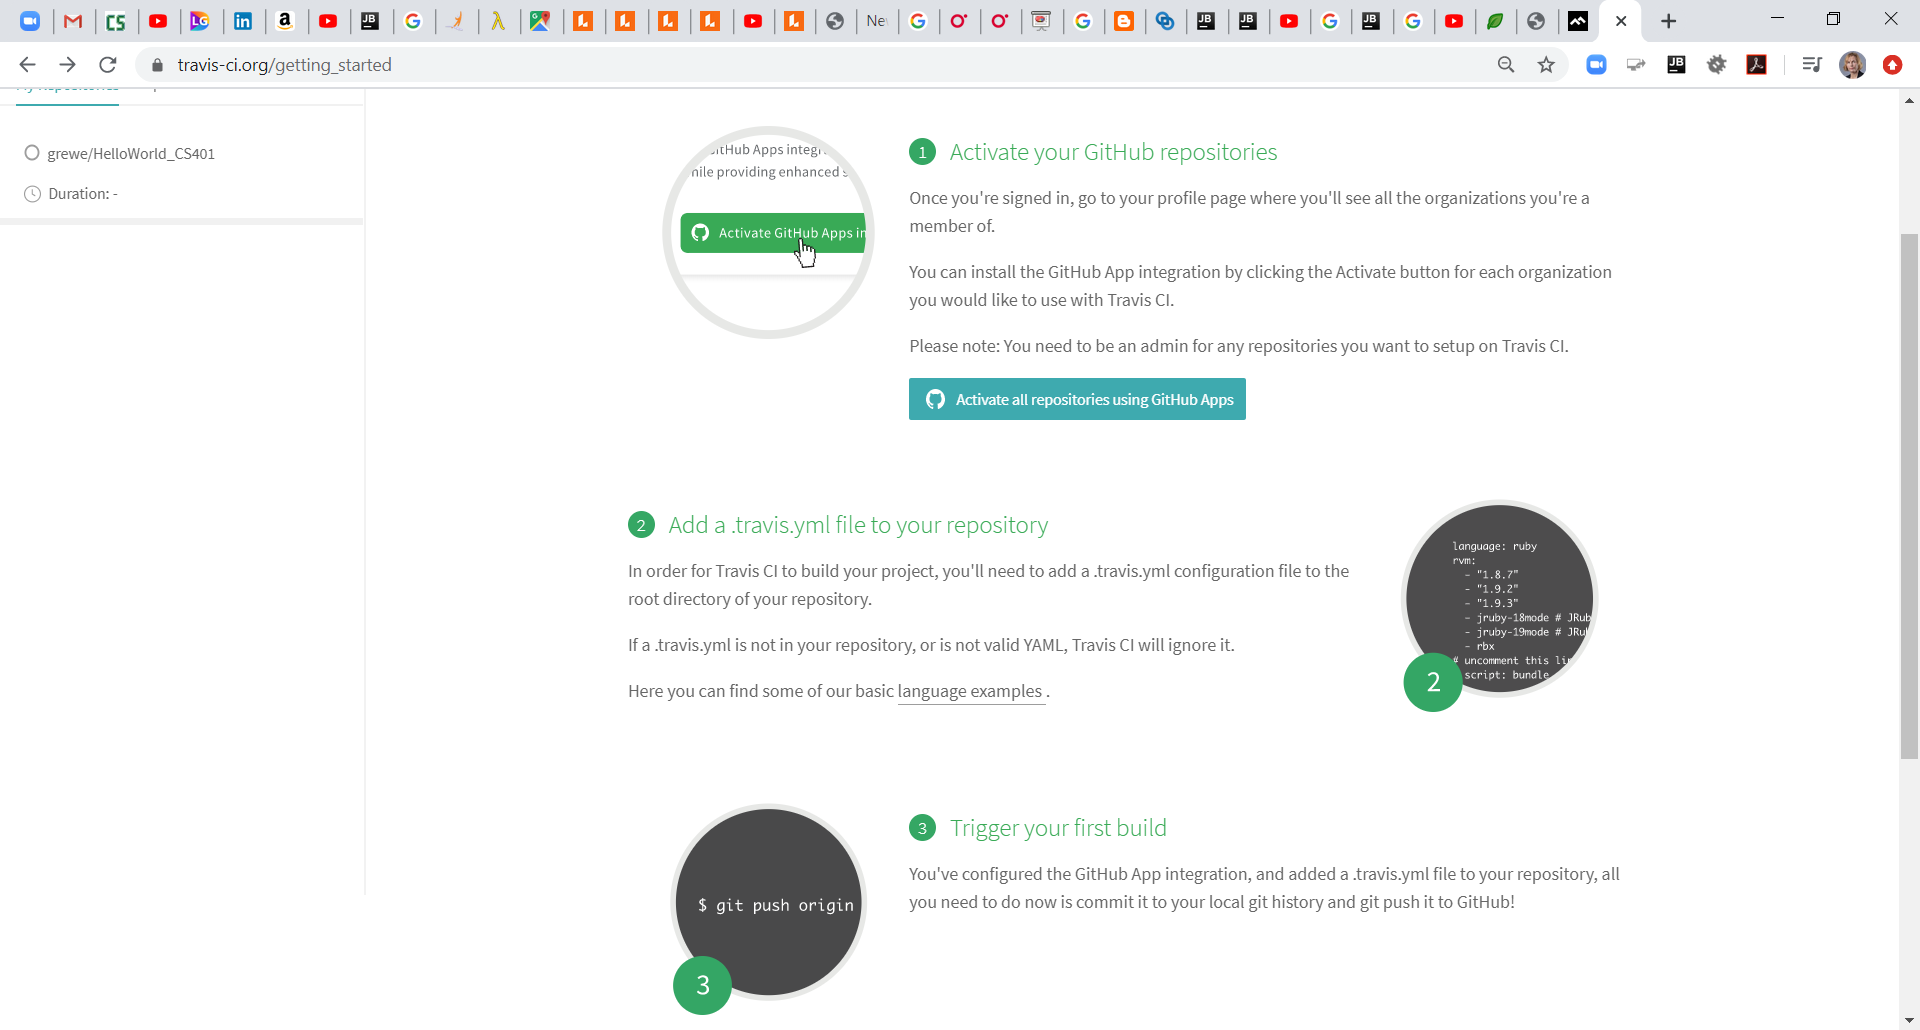 travis-ci.org/getting_started
My Repositories
grewe/HelloWorld_CS401
Duration: -
GitHub Apps
providing enhanced
Activate GitHub Apps in
1 Activate your GitHub repositories
Once you're signed in, go to your profile page where you'll see all the organizations you're a
member of.
You can install the GitHub App integration by clicking the Activate button for each organization
you would like to use with Travis CI.
Please note: You need to be an admin for any repositories you want to setup on Travis CI.
Activate all repositories using GitHub Apps
2 Add a .travis.yml file to your repository
In order for Travis CI to build your project, you'll need to add a .travis.yml configuration file to the
root directory of your repository.
If a .travis.yml is not in your repository, or is not valid YAML, Travis CI will ignore it.
Here you can find some of our basic language examples .
language: ruby
rvm:
- "1.8.7"
- "1.9.2"
- "1.9.3"
- jruby-18mode # JRub
- jruby-19mode # JRu
- rbx
# uncomment this li
script: bundle
2
3 Trigger your first build
You've configured the GitHub App integration, and added a .travis.yml file to your repository, all
you need to do now is commit it to your local git history and git push it to GitHub!
$ git push origin
3